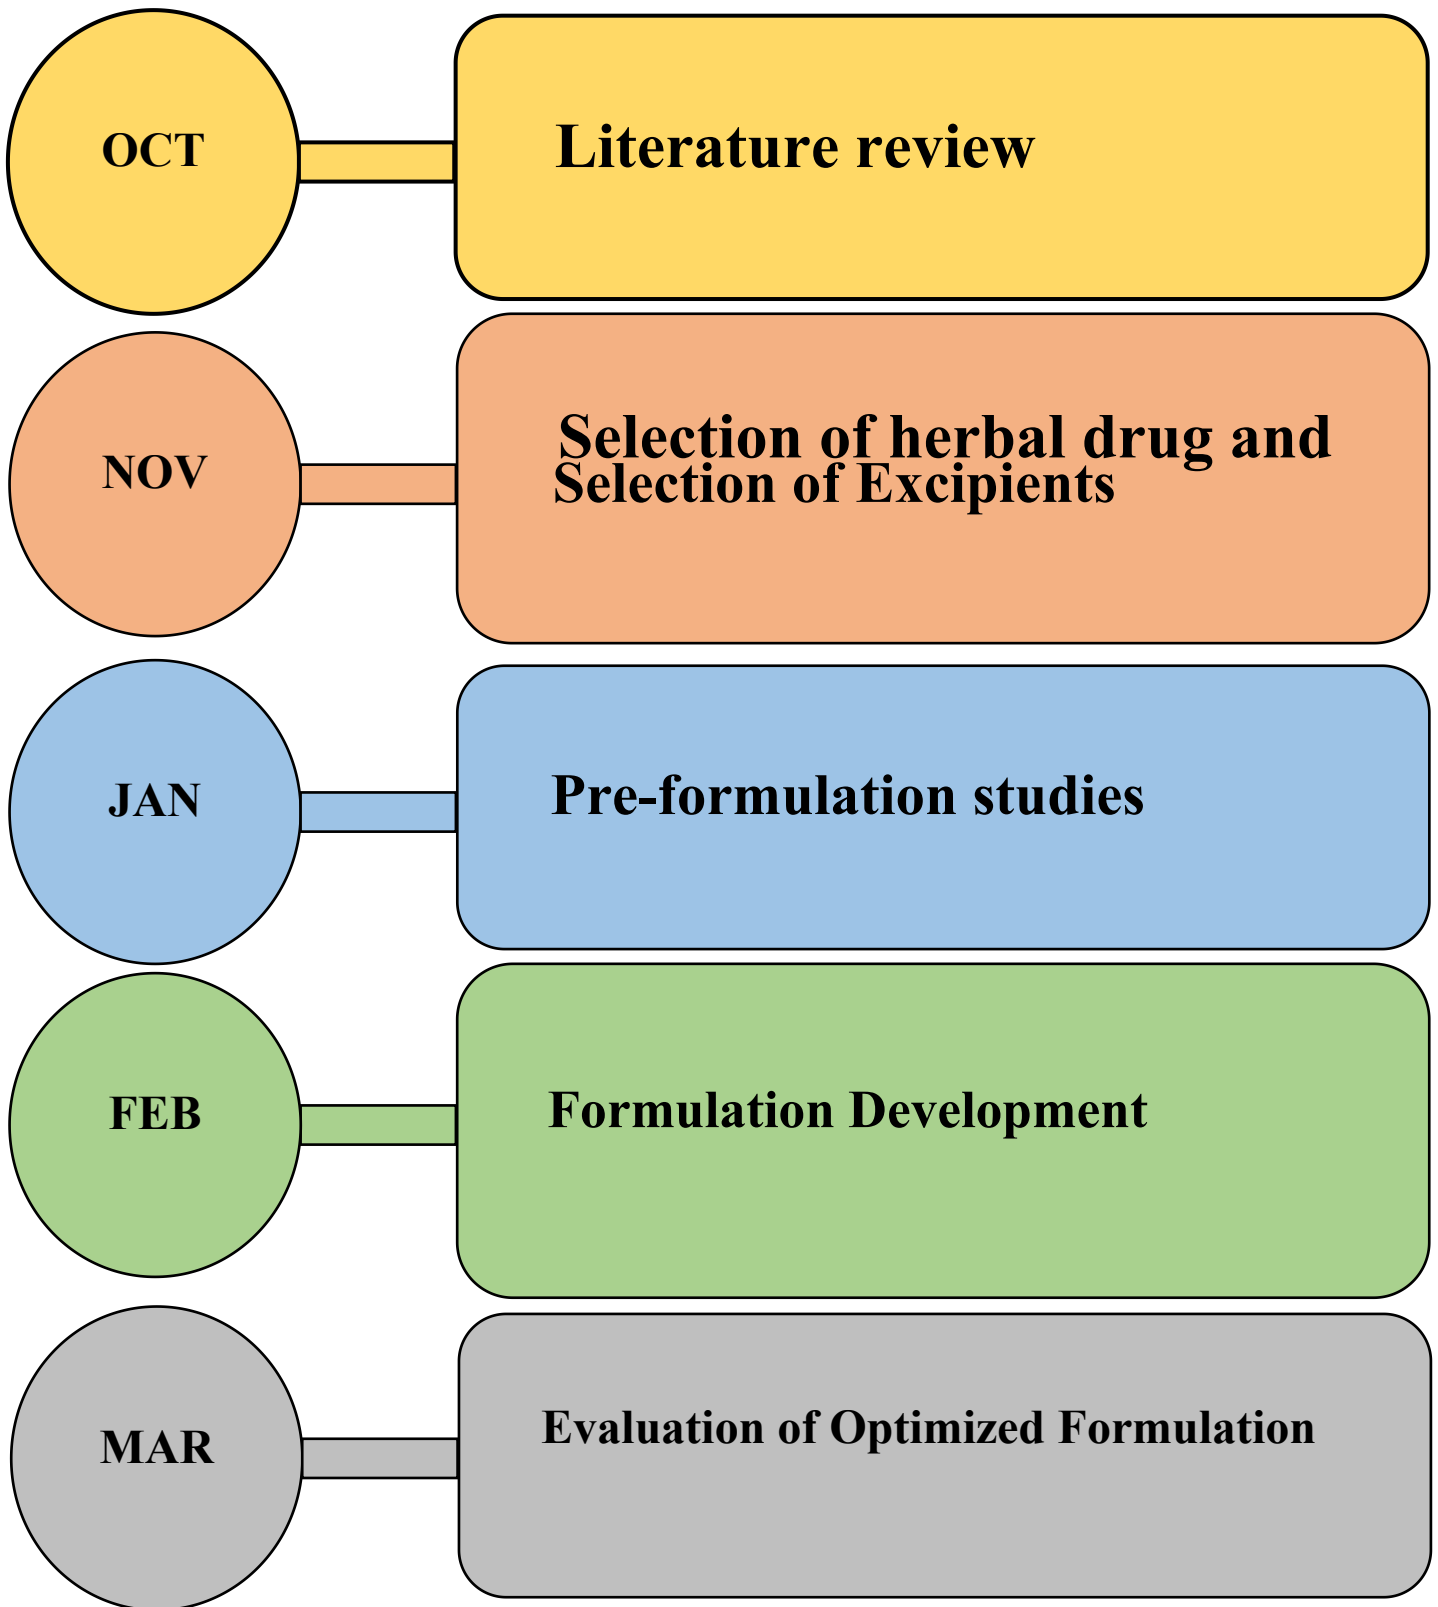 OCT
Literature review
NOV
Selection of herbal drug and
Selection of Excipients
JAN
Pre-formulation studies
FEB
Formulation Development
MAR
Evaluation of Optimized Formulation